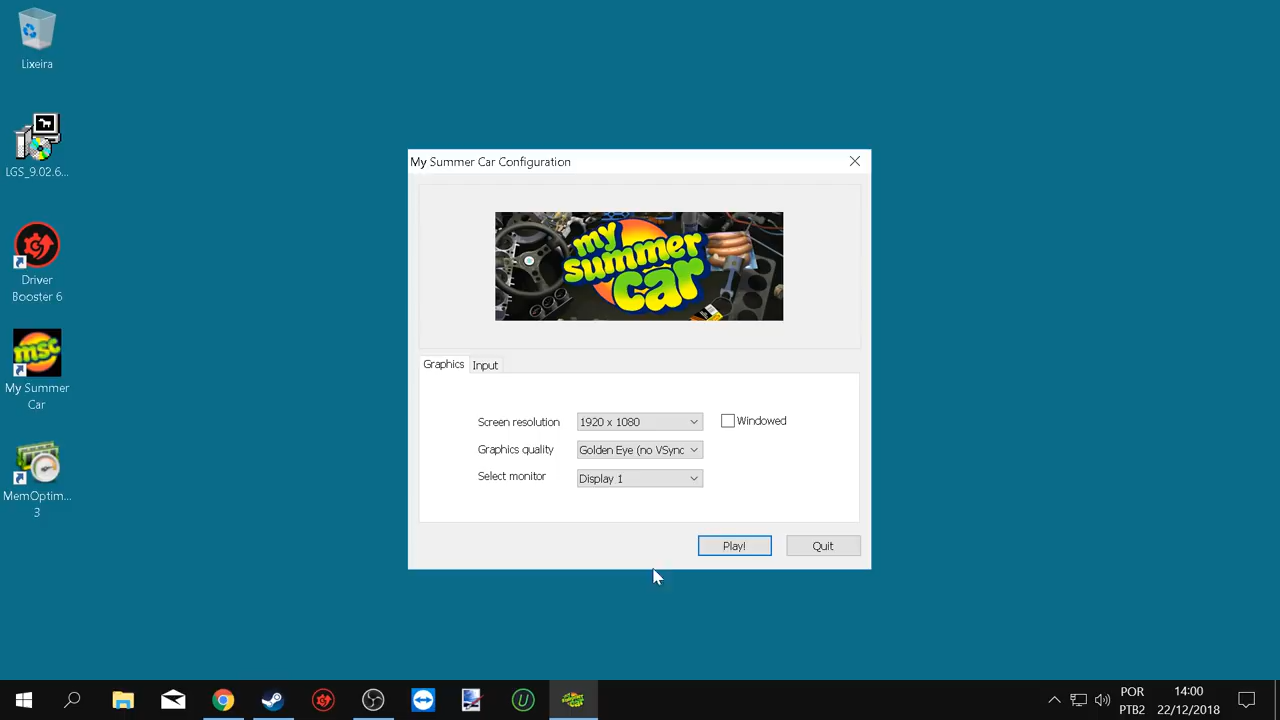 Lixeira
LGS_9.02.6...
Driver
Booster 6
msc
My Summer
Car
MemOptim...
3
My Summer Car Configuration
my
summer
car
Graphics
Input
Screen resolution
1920 x 1080
Windowed
Graphics quality
Golden Eye (no VSync
Select monitor
Display 1
Play!
Quit
POR
PTB2
14:00
22/12/2018